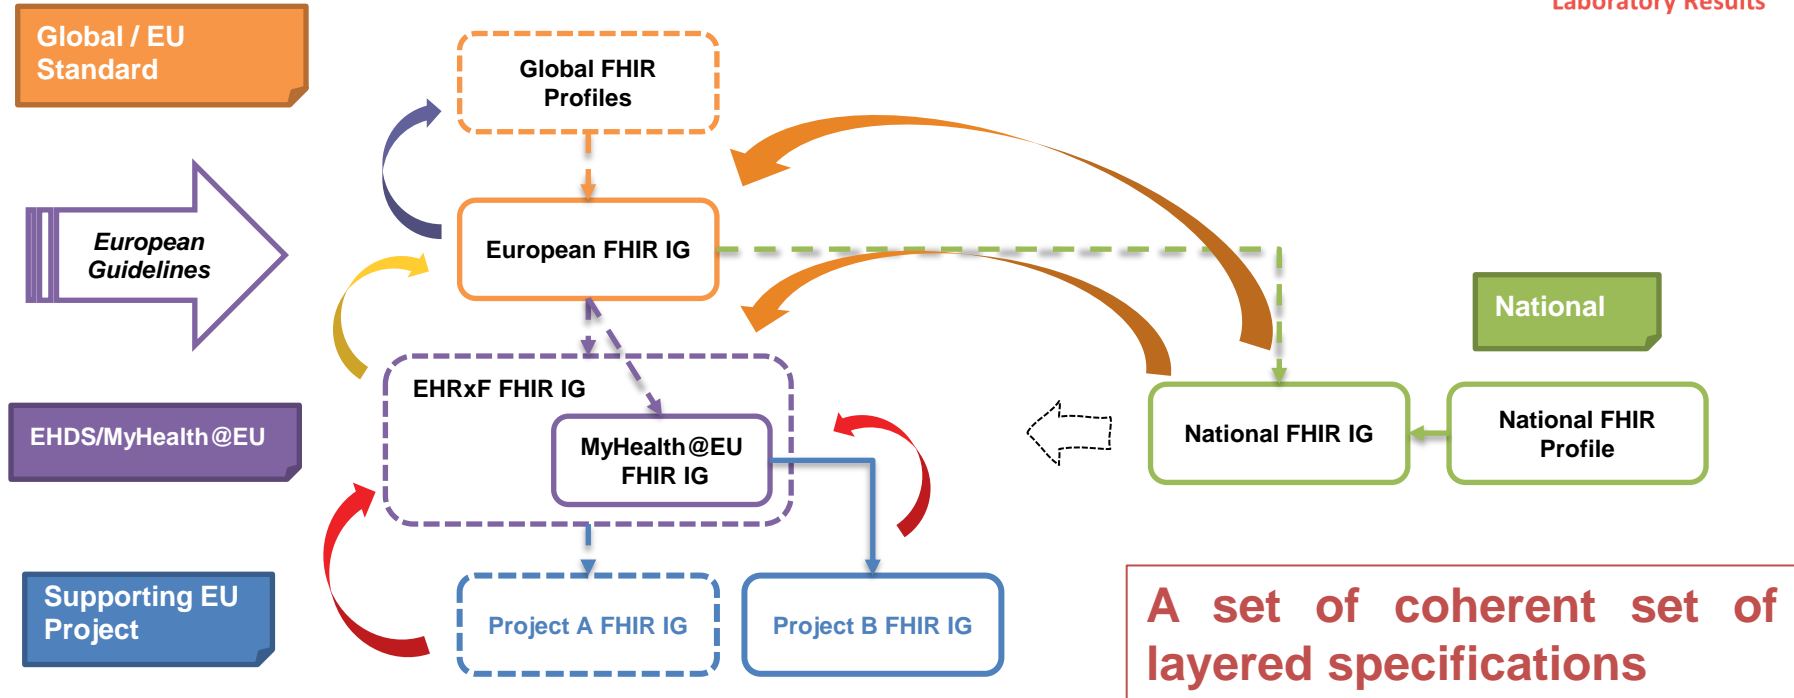 Laboratory Results
Global / EU
Standard
Global FHIR
Profiles
European
Guidelines
European FHIR IG
National
EHRxF FHIR IG
EHDS/MyHealth@EU
MyHealth@EU
FHIR IG
National FHIR IG
National FHIR
Profile
Supporting EU
Project
Project A FHIR IG
Project B FHIR IG
A set of coherent set of
layered specifications